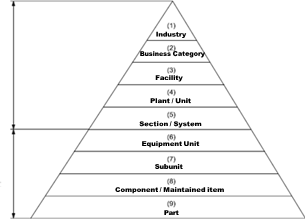 (1)
Industry
(2)
Business Category
(3)
Facility
(4)
Plant / Unit
(5)
Section / System
(6)
Equipment Unit
(7)
Subunit
(8)
Component / Maintained item
(9)
Part